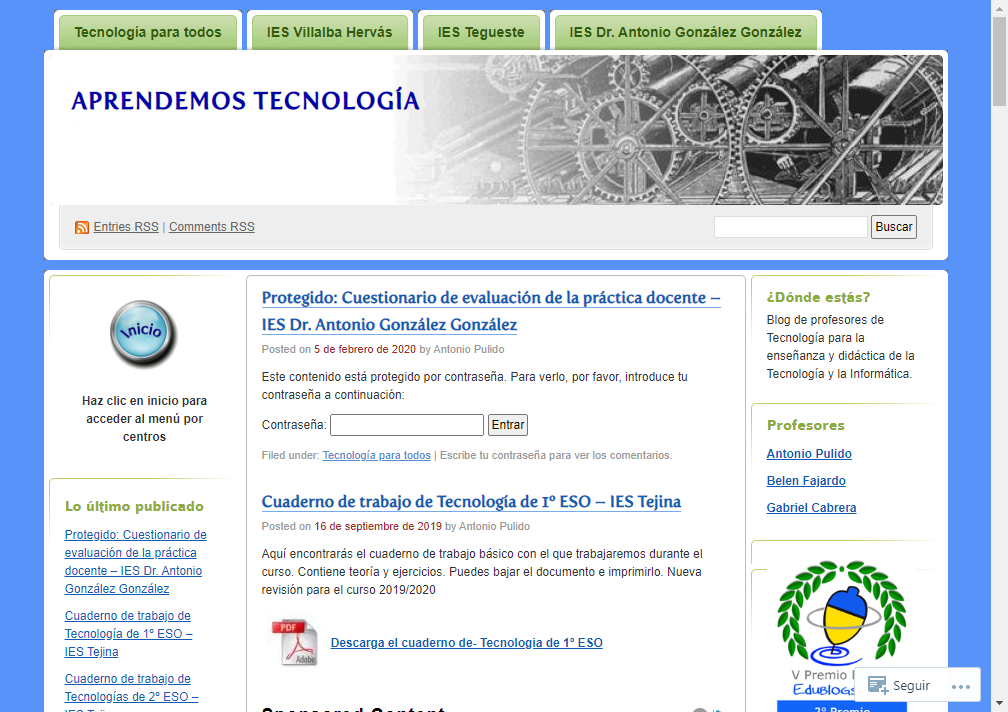 Tecnología para todos
IES Villalba Hervás
IES Tegueste
IES Dr. Antonio González González
APRENDEMOS TECNOLOGÍA
Entries RSS | Comments RSS
Buscar
Inicio
Haz clic en inicio para
acceder al menú por
centros
Lo último publicado
Protegido: Cuestionario de
evaluación de la práctica
docente – IES Dr. Antonio
González González
Cuaderno de trabajo de
Tecnología de 1º ESO –
IES Tejina
Cuaderno de trabajo de
Tecnologías de 2º ESO –
Protegido: Cuestionario de evaluación de la práctica docente –
IES Dr. Antonio González González
Posted on 5 de febrero de 2020 by Antonio Pulido
Este contenido está protegido por contraseña. Para verlo, por favor, introduce tu
contraseña a continuación:
Contraseña:
Entrar
Filed under: Tecnología para todos | Escribe tu contraseña para ver los comentarios.
Cuaderno de trabajo de Tecnología de 1º ESO – IES Tejina
Posted on 16 de septiembre de 2019 by Antonio Pulido
Aquí encontrarás el cuaderno de trabajo básico con el que trabajaremos durante el
curso. Contiene teoría y ejercicios. Puedes bajar el documento e imprimirlo. Nueva
revisión para el curso 2019/2020
PDF
Adobe
Descarga el cuaderno de- Tecnologia de 1º ESO
Sponsored Content
¿Dónde estás?
Blog de profesores de
Tecnología para la
enseñanza y didáctica de la
Tecnología y la Informática.
Profesores
Antonio Pulido
Belen Fajardo
Gabriel Cabrera
V Premio
Edublogs
2º Premio
Seguir